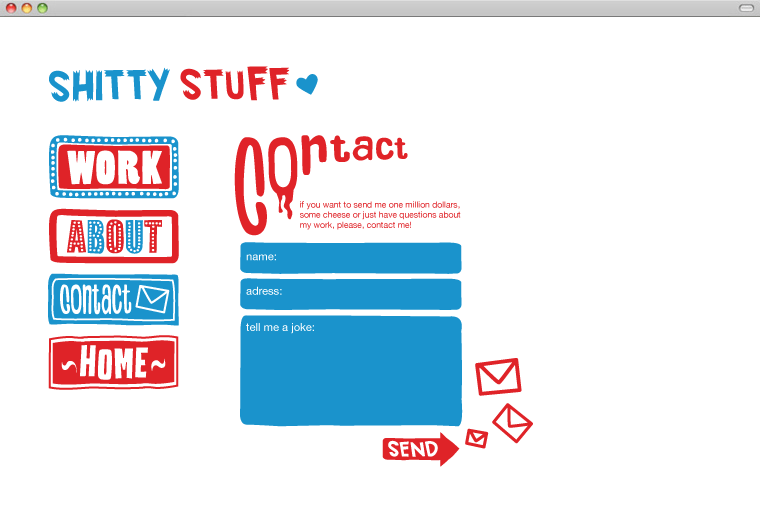 SHITTY STUFF
WORK
ABOUT
contact
~HOME~
contact
if you want to send me one million dollars,
some cheese or just have questions about
my work, please, contact me!
name:
adress:
tell me a joke:
SEND